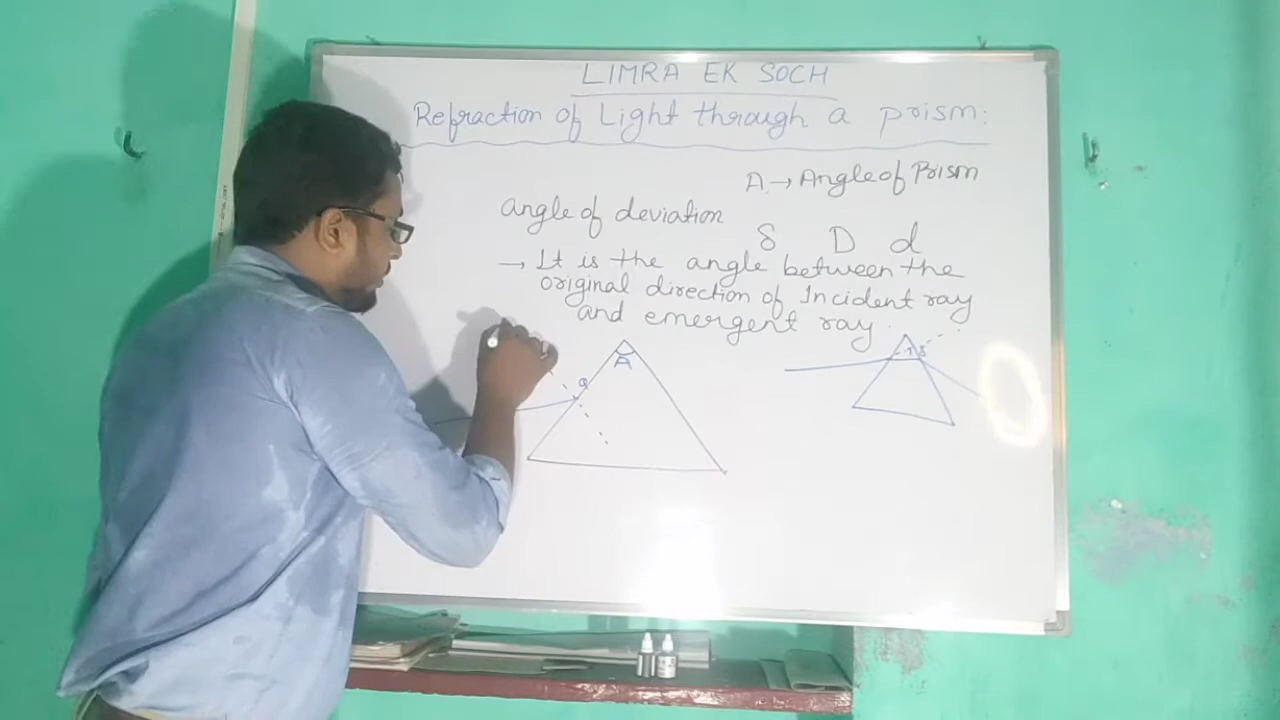 LIMRA EK SOCH
Refraction of Light through a prism:
A → Angle of Prism
angle of deviation
δ D d
→ It is the angle between the
original direction of Incident ray
and emergent ray.
A
Q